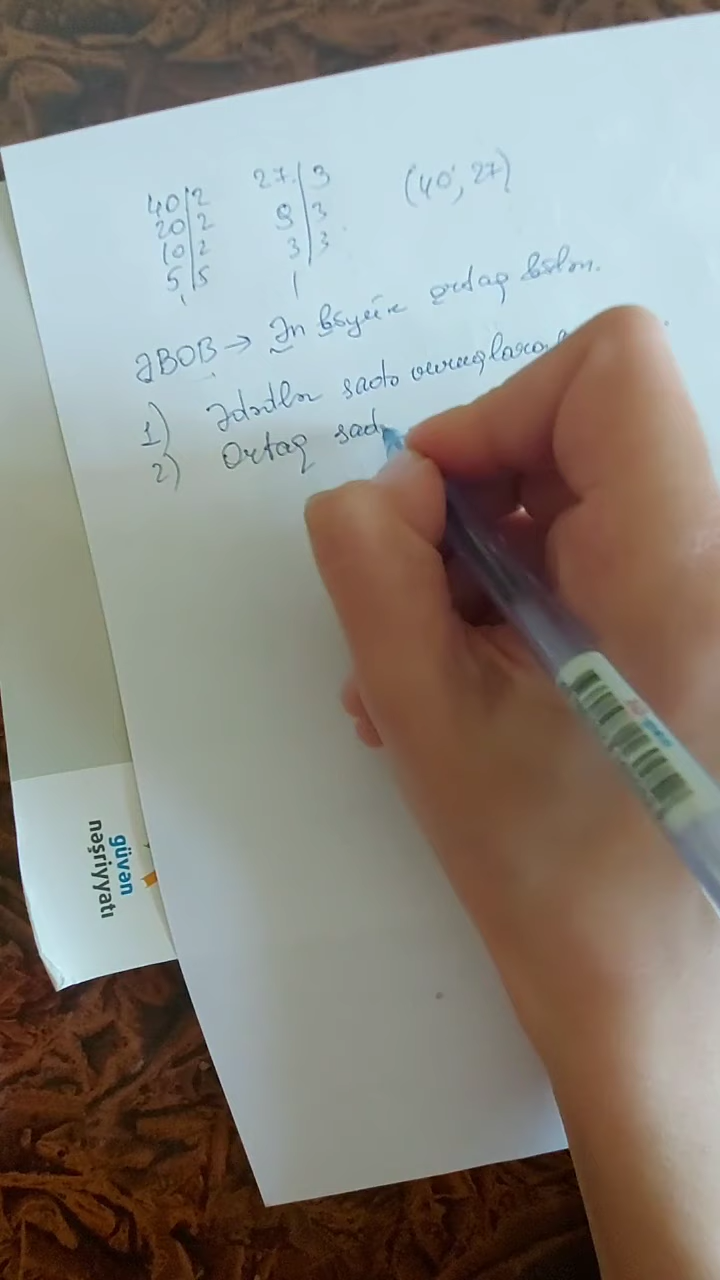 40|2 27|3 (40, 27)
20|2 9|3
10|2 3|3
5|5 1
1
ƏBOB → Ən böyük ortaq bölən.
1) Ədədlər sadə vuruqlara
2) Ortaq sad
güvən
nəşriyyatı